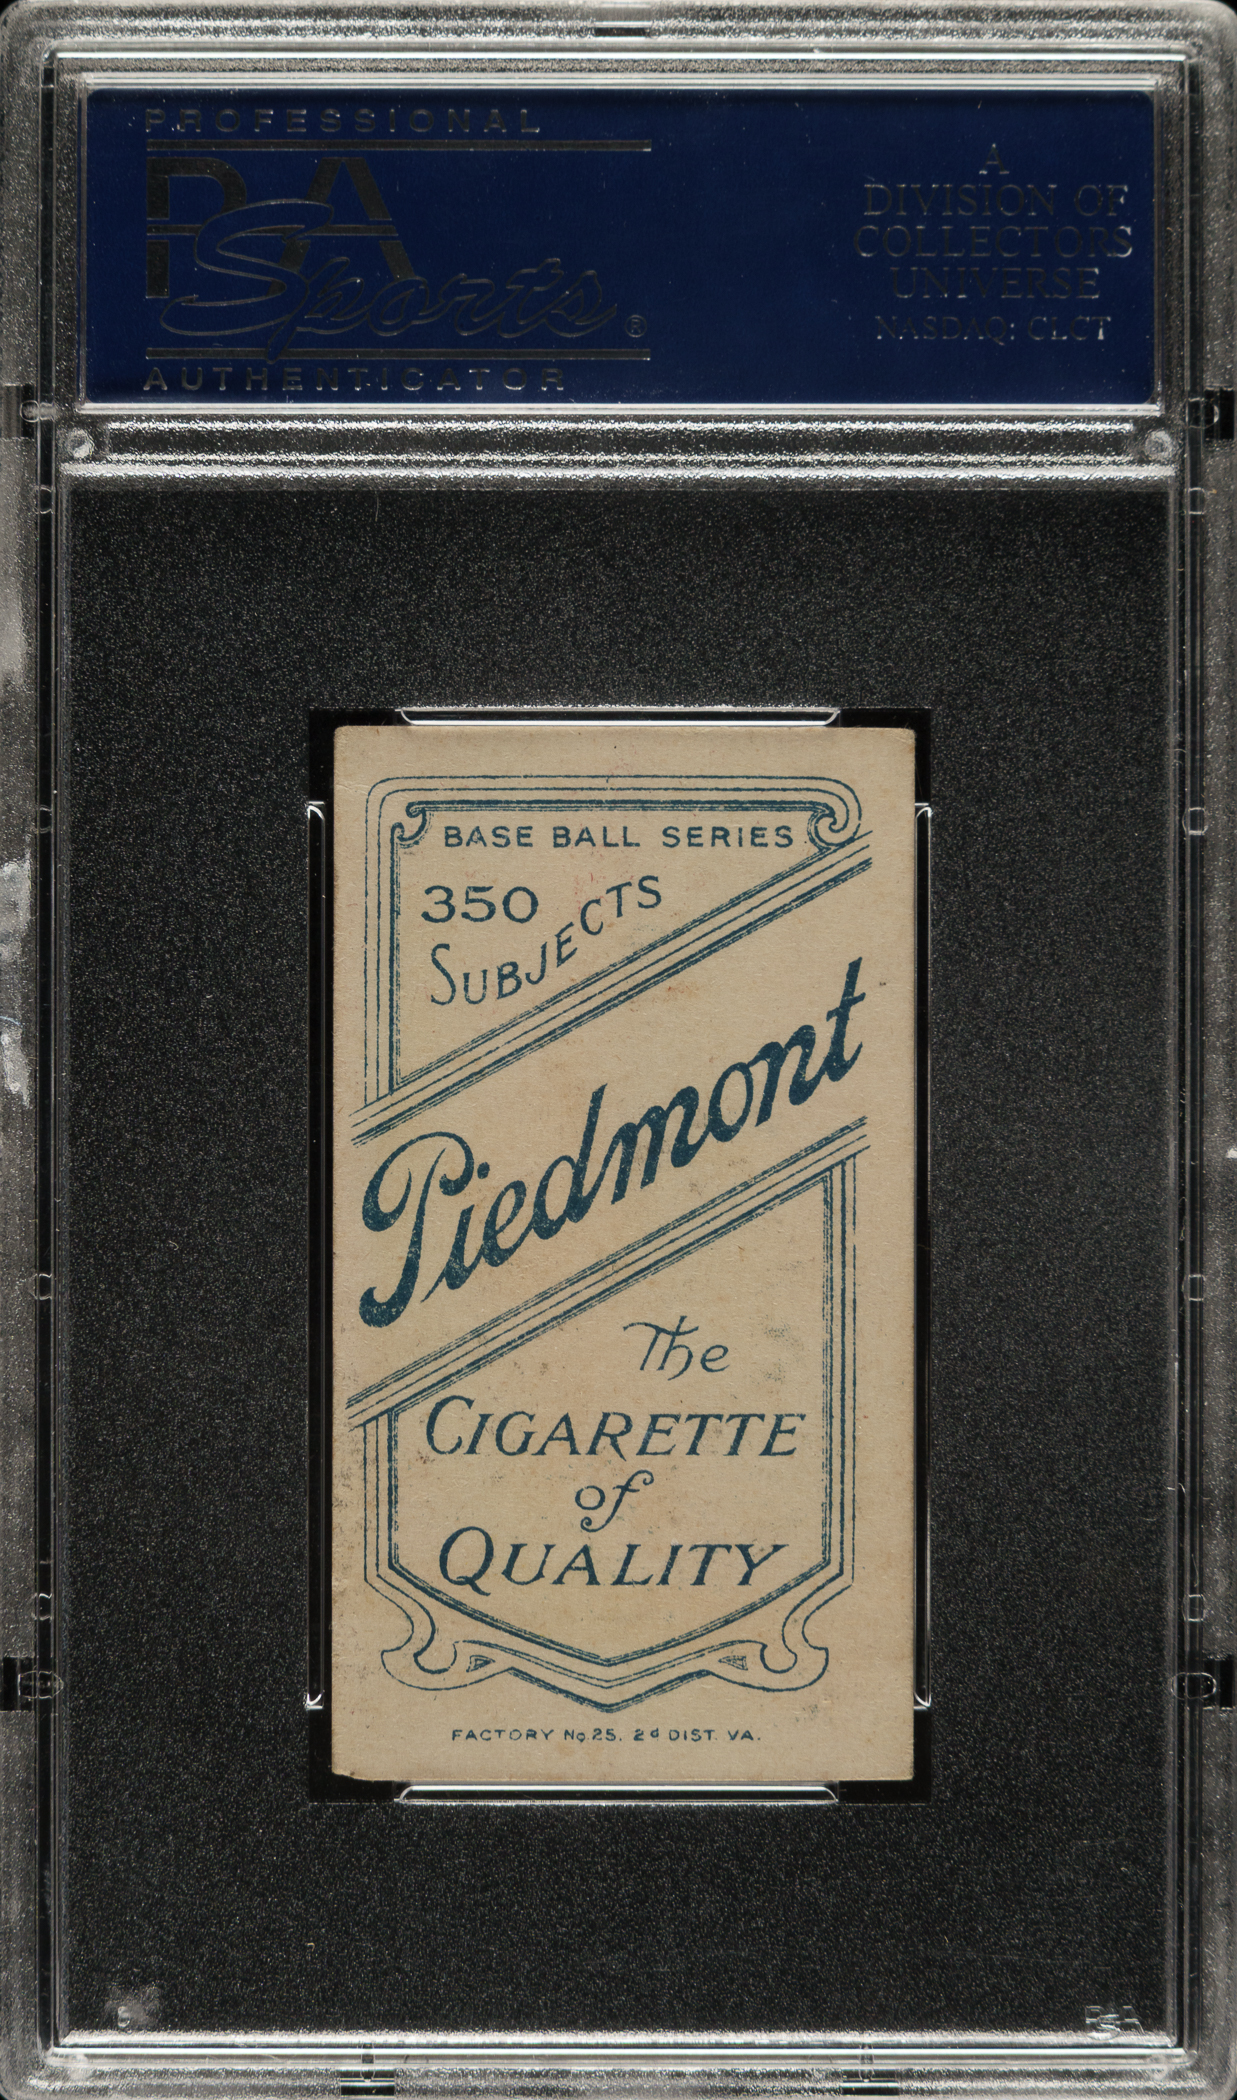 PROFESSIONAL
PSA
Sports®
AUTHENTICATOR
A
DIVISION OF
COLLECTORS
UNIVERSE
NASDAQ: CLCT
BASE BALL SERIES
350
SUBJECTS
Piedmont
The
CIGARETTE
of
QUALITY
FACTORY No. 25. 2d DIST. VA.
PSA